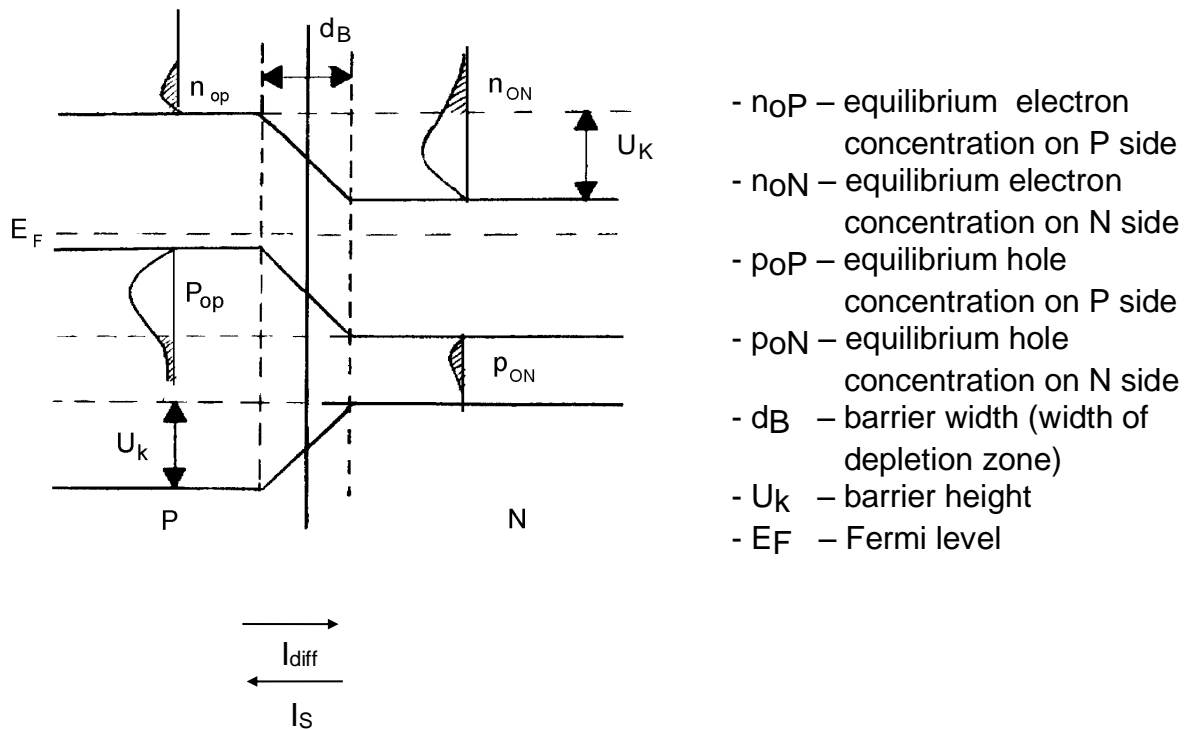 d_B
n_op
n_ON
U_K
E_F
P_op
p_ON
U_k
P
N
I_diff
I_S
- n_oP – equilibrium electron
concentration on P side
- n_oN – equilibrium electron
concentration on N side
- p_oP – equilibrium hole
concentration on P side
- p_oN – equilibrium hole
concentration on N side
- d_B – barrier width (width of
depletion zone)
- U_k – barrier height
- E_F – Fermi level